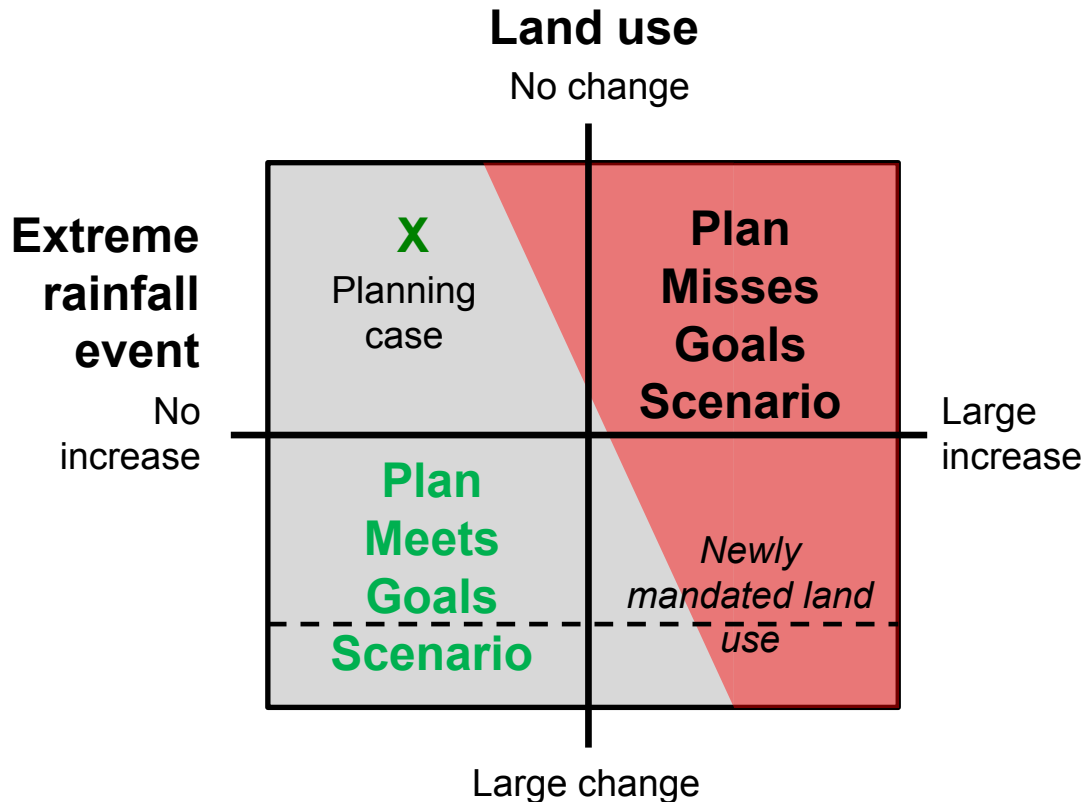 Land use
No change
Extreme
rainfall
event
No
increase
X
Planning
case
Plan
Misses
Goals
Scenario
Large
increase
Plan
Meets
Goals
Scenario
Newly
mandated land
use
Large change